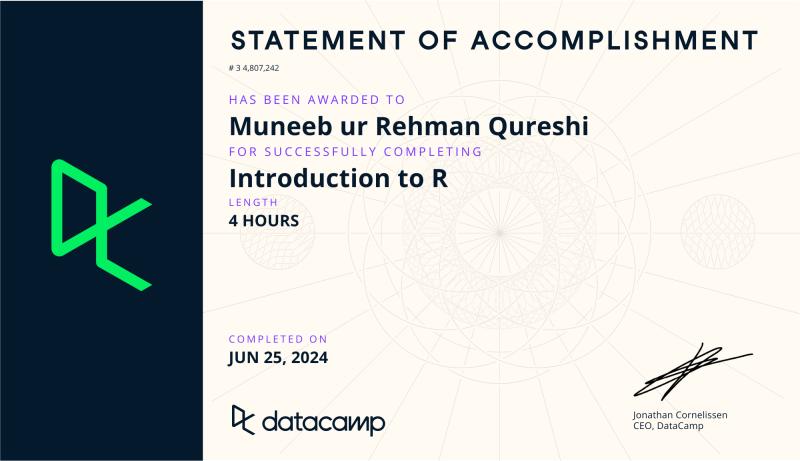 STATEMENT OF ACCOMPLISHMENT
# 3 4,807,242
HAS BEEN AWARDED TO
Muneeb ur Rehman Qureshi
FOR SUCCESSFULLY COMPLETING
Introduction to R
LENGTH
4 HOURS
COMPLETED ON
JUN 25, 2024
datacamp
Jonathan Cornelissen
CEO, DataCamp